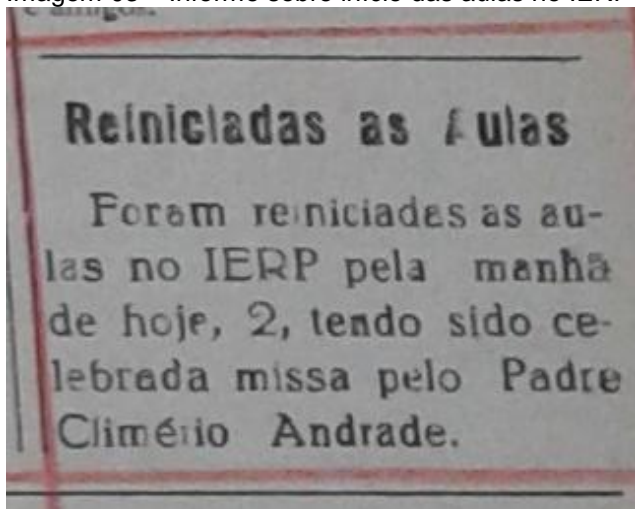 e amigos.
Reiniciadas as Aulas
Foram reiniciadas as au-
las no IERP pela manhã
de hoje, 2, tendo sido ce-
lebrada missa pelo Padre
Climério Andrade.